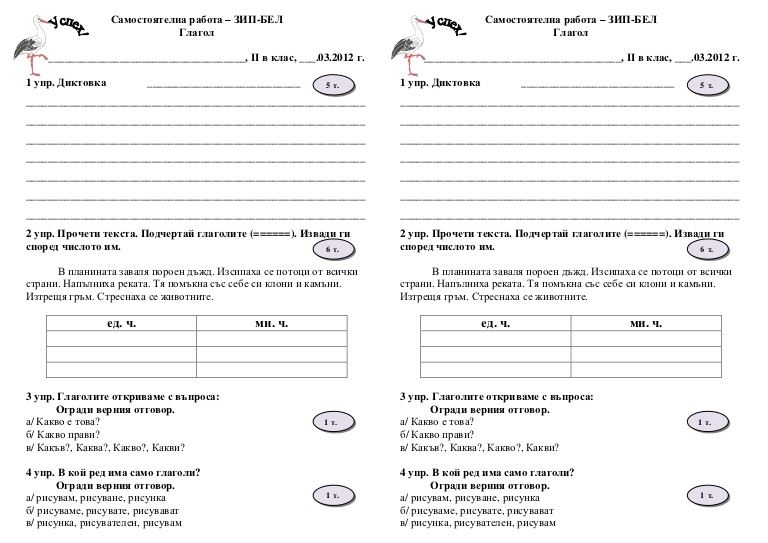 Успех!
Самостоятелна работа – ЗИП-БЕЛ
Глагол
________________________________, II в клас, ___.03.2012 г.
1 упр. Диктовка ____________________________ 5 т.
2 упр. Прочети текста. Подчертай глаголите (======). Извади ги
според числото им. 6 т.
В планината заваля пороен дъжд. Изсипаха се потоци от всички
страни. Напълниха реката. Тя помъкна със себе си клони и камъни.
Изтрещя гръм. Стреснаха се животните.
ед. ч. мн. ч.
3 упр. Глаголите откриваме с въпроса:
Огради верния отговор.
а/ Какво е това? 1 т.
б/ Какво прави?
в/ Какъв?, Каква?, Какво?, Какви?
4 упр. В кой ред има само глаголи?
Огради верния отговор.
а/ рисувам, рисуване, рисунка 1 т.
б/ рисуваме, рисувате, рисуват
в/ рисунка, рисувателен, рисувам
Успех!
Самостоятелна работа – ЗИП-БЕЛ
Глагол
________________________________, II в клас, ___.03.2012 г.
1 упр. Диктовка ____________________________ 5 т.
2 упр. Прочети текста. Подчертай глаголите (======). Извади ги
според числото им. 6 т.
В планината заваля пороен дъжд. Изсипаха се потоци от всички
страни. Напълниха реката. Тя помъкна със себе си клони и камъни.
Изтрещя гръм. Стреснаха се животните.
ед. ч. мн. ч.
3 упр. Глаголите откриваме с въпроса:
Огради верния отговор.
а/ Какво е това? 1 т.
б/ Какво прави?
в/ Какъв?, Каква?, Какво?, Какви?
4 упр. В кой ред има само глаголи?
Огради верния отговор.
а/ рисувам, рисуване, рисунка 1 т.
б/ рисуваме, рисувате, рисуват
в/ рисунка, рисувателен, рисувам